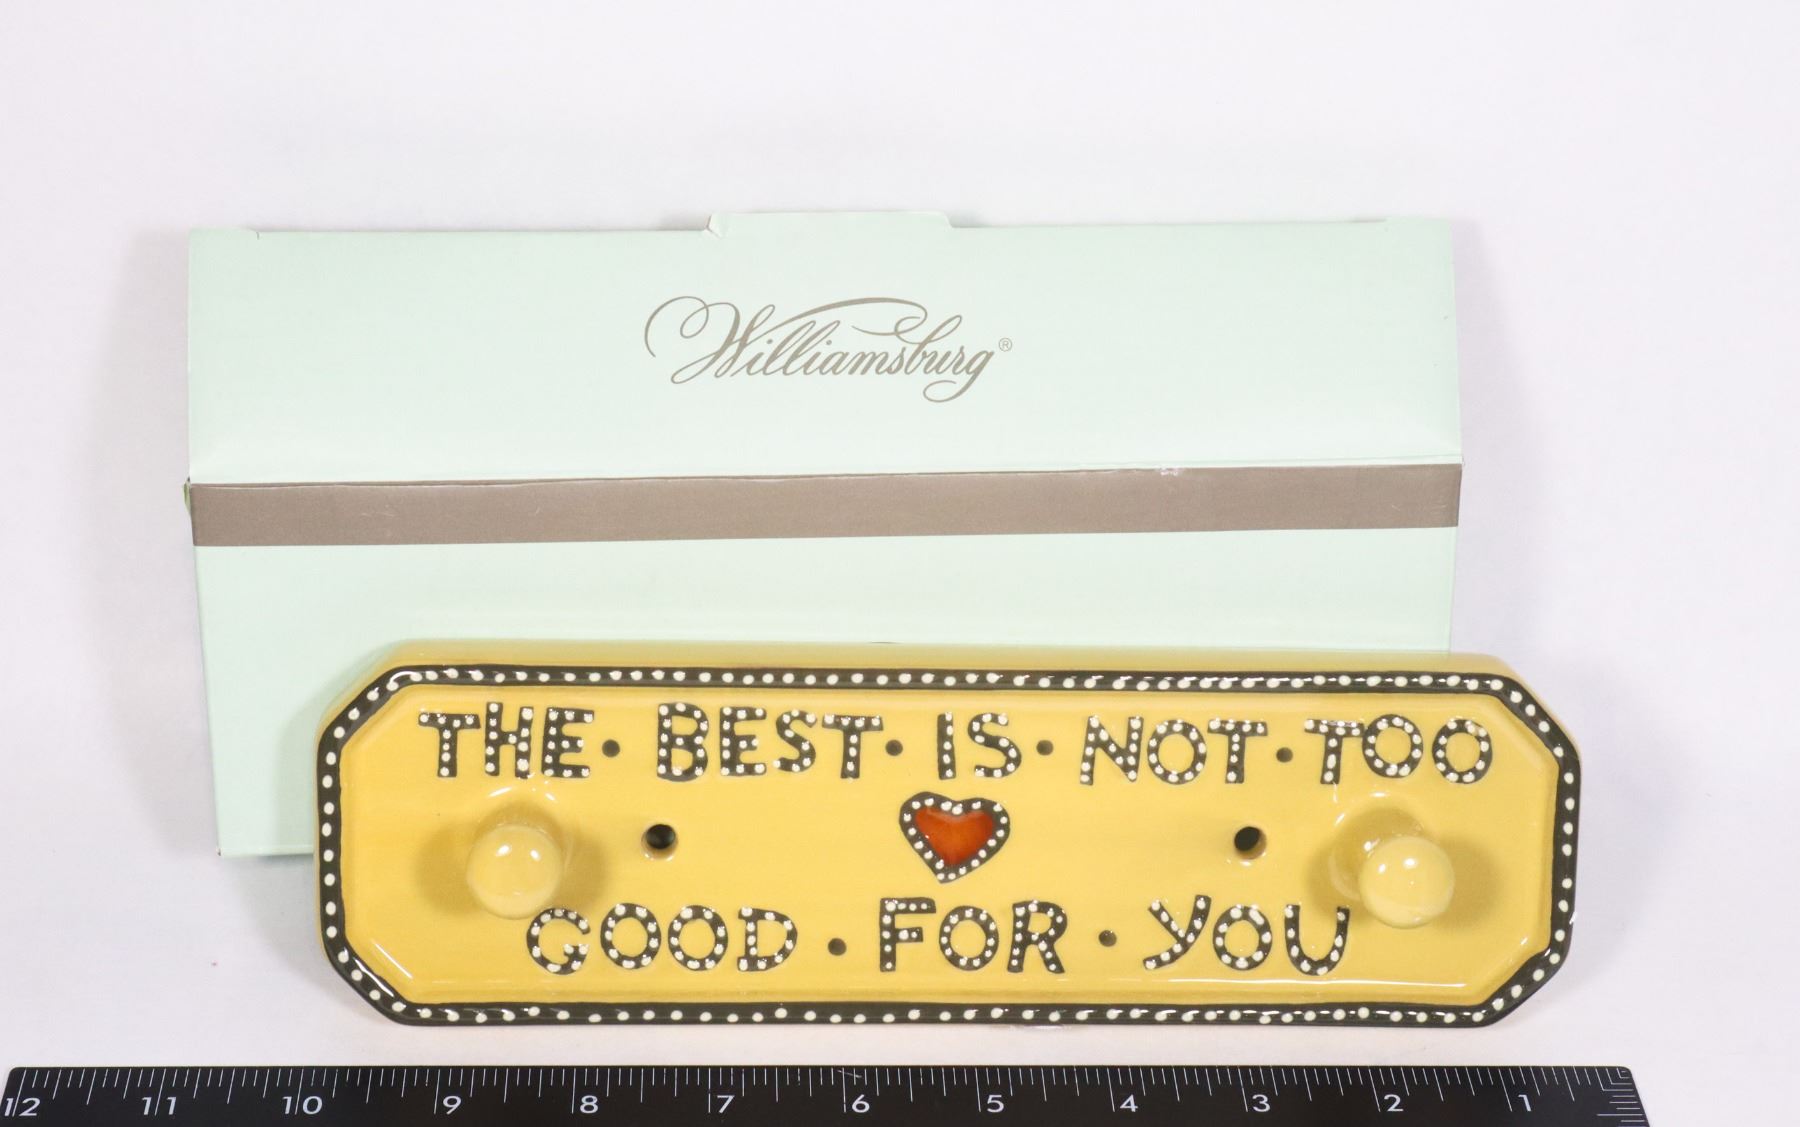 Williamsburg®
THE • BEST • IS • NOT • TOO
GOOD • FOR • YOU
12 11 10 9 8 7 6 5 4 3 2 1